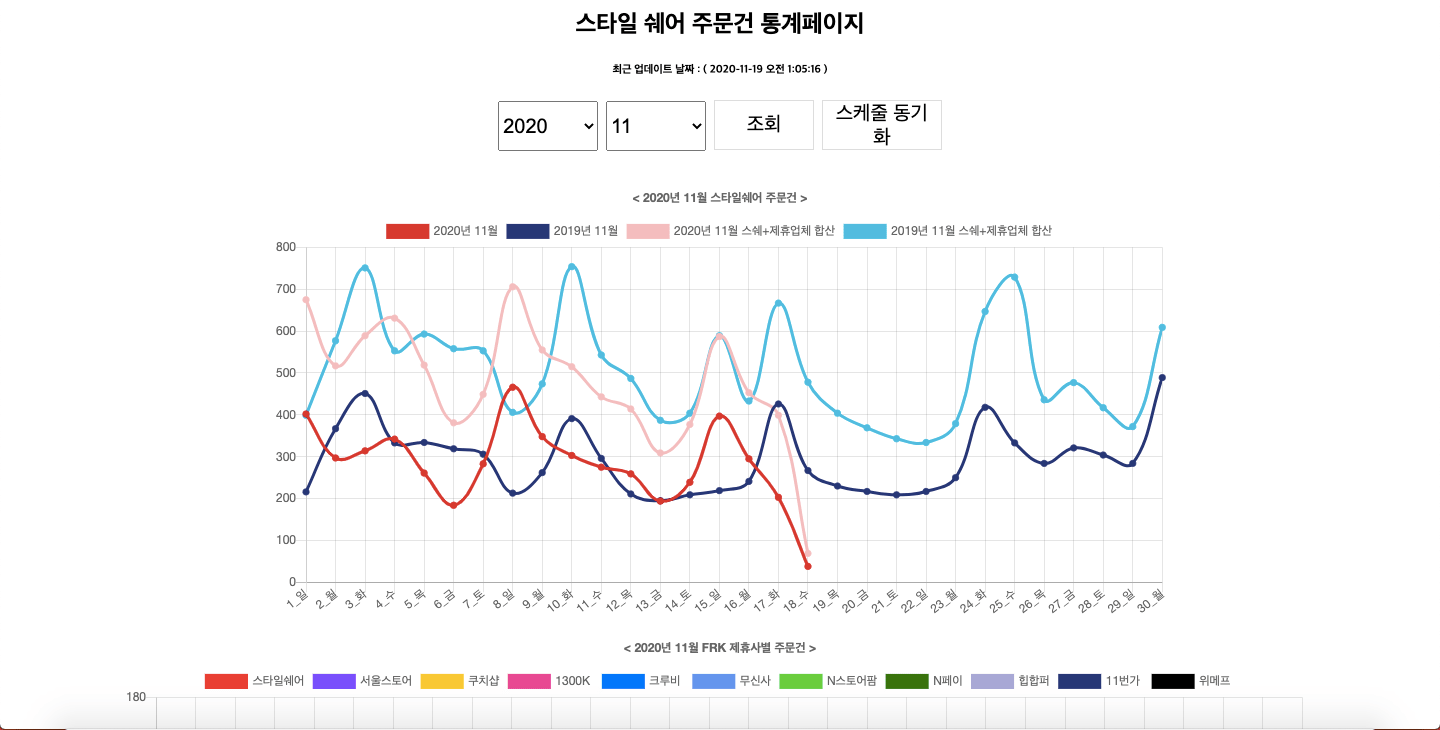 스타일 쉐어 주문건 통계페이지
최근 업데이트 날짜 : ( 2020-11-19 오전 1:05:16 )
2020 11 조회 스케줄 동기
화
< 2020년 11월 스타일쉐어 주문건 >
2020년 11월 2019년 11월 2020년 11월 스쉐+제휴업체 합산 2019년 11월 스쉐+제휴업체 합산
800
700
600
500
400
300
200
100
0
1_일 2_월 3_화 4_수 5_목 6_금 7_토 8_일 9_월 10_화 11_수 12_목 13_금 14_토 15_일 16_월 17_화 18_수 19_목 20_금 21_토 22_일 23_월 24_화 25_수 26_목 27_금 28_토 29_일 30_월
< 2020년 11월 FRK 제휴사별 주문건 >
스타일쉐어 서울스토어 쿠치샵 1300K 크루비 무신사 N스토어팜 N페이 힙합퍼 11번가 위메프
180